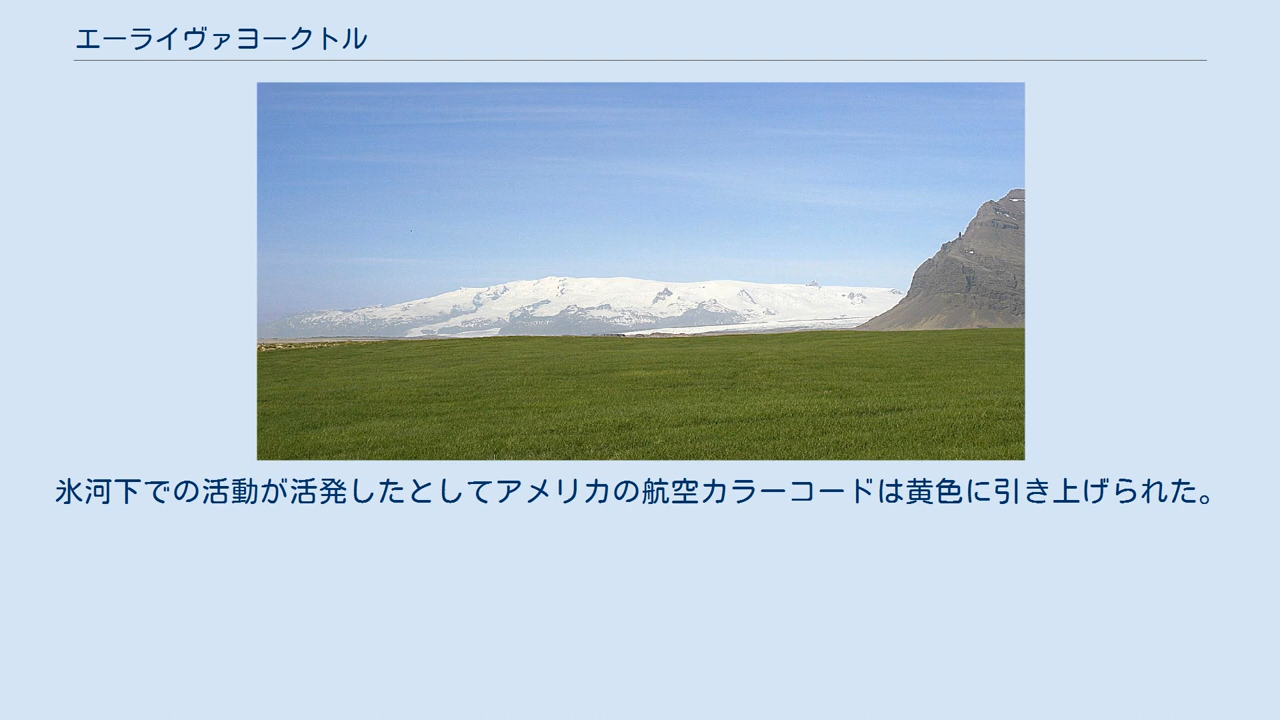 エーライヴァヨークトル
氷河下での活動が活発したとしてアメリカの航空カラーコードは黄色に引き上げられた。